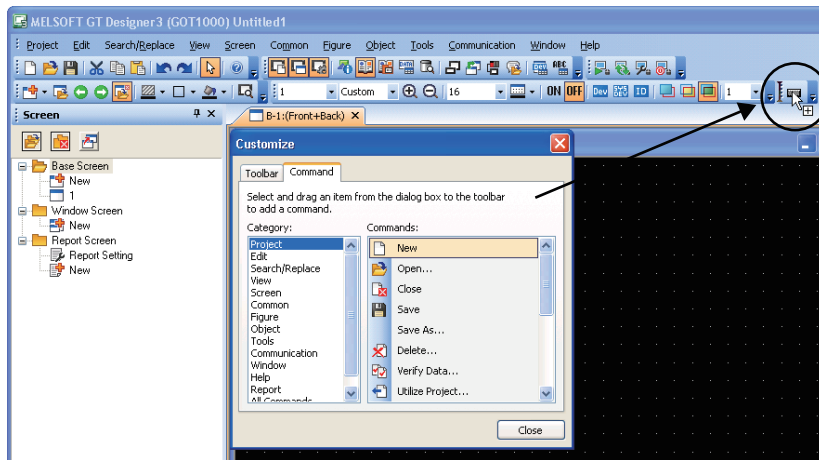 MELSOFT GT Designer3 (GOT1000) Untitled1
Project Edit Search/Replace View Screen Common Figure Object Tools Communication Window Help
1 Custom 16 ON OFF Dev ID 1
Screen
B-1:(Front+Back)
Base Screen
New
1
Window Screen
New
Report Screen
Report Setting
New
Customize
Toolbar Command
Select and drag an item from the dialog box to the toolbar
to add a command.
Category: Commands:
Project
Edit
Search/Replace
View
Screen
Common
Figure
Object
Tools
Communication
Window
Help
Report
All Commands
New
Open...
Close
Save
Save As...
Delete...
Verify Data...
Utilize Project...
Close